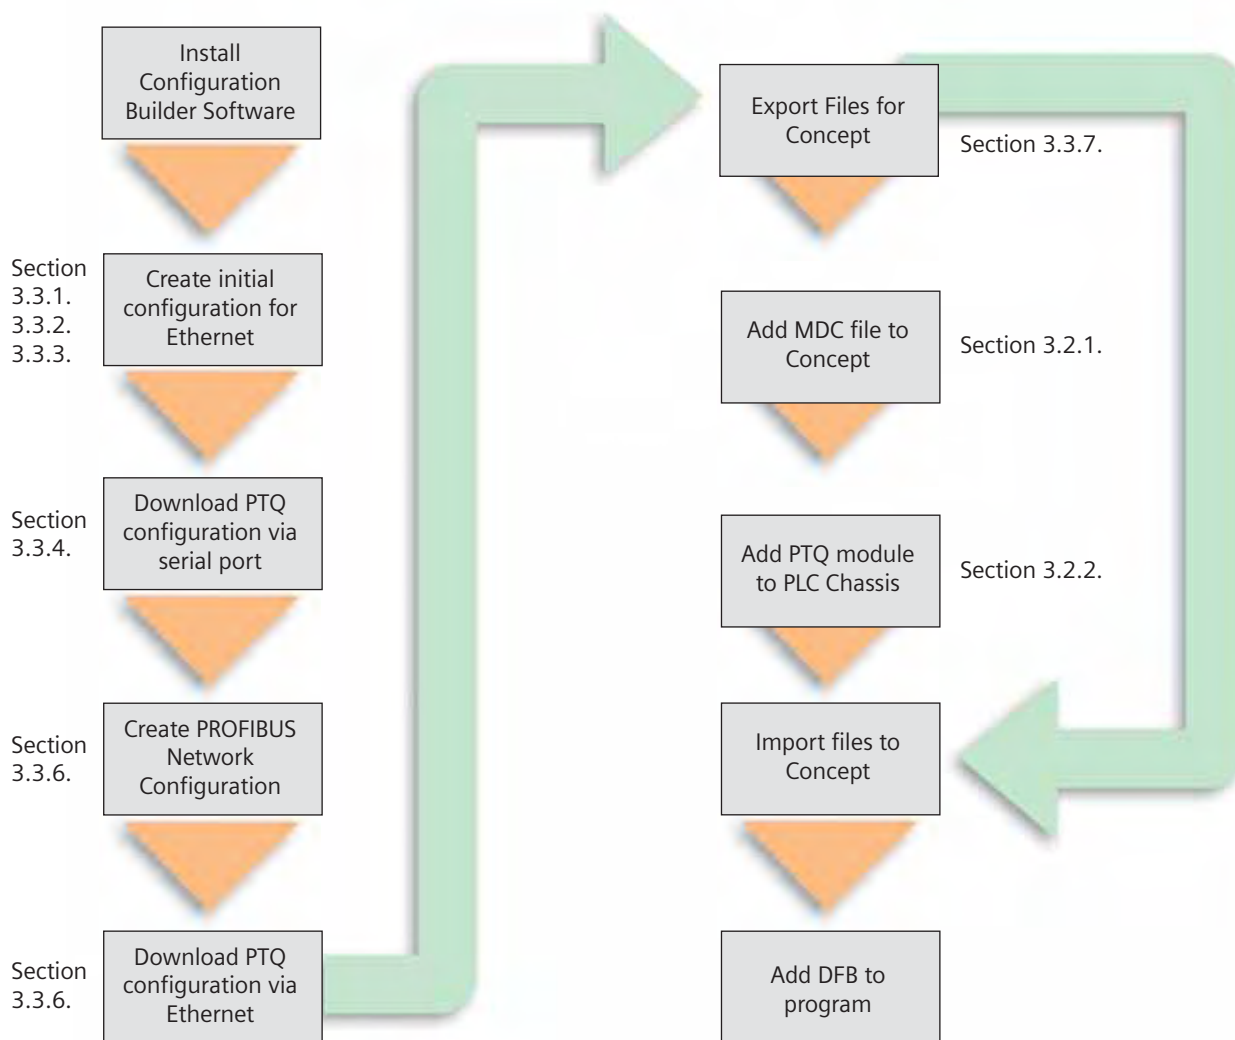 Install
Configuration
Builder Software
Section
3.3.1.
3.3.2.
3.3.3.
Create initial
configuration for
Ethernet
Section
3.3.4.
Download PTQ
configuration via
serial port
Section
3.3.6.
Create PROFIBUS
Network
Configuration
Section
3.3.6.
Download PTQ
configuration via
Ethernet
Export Files for
Concept
Section 3.3.7.
Add MDC file to
Concept
Section 3.2.1.
Add PTQ module
to PLC Chassis
Section 3.2.2.
Import files to
Concept
Add DFB to
program